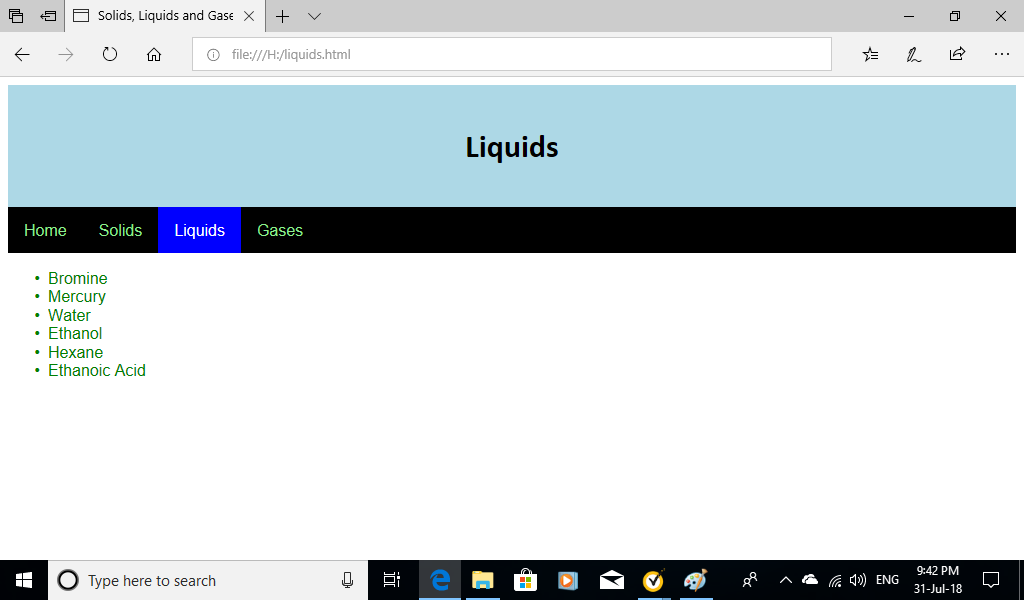 Solids, Liquids and Gase
file:///H:/liquids.html
Liquids
Home Solids Liquids Gases
• Bromine
• Mercury
• Water
• Ethanol
• Hexane
• Ethanoic Acid
Type here to search
ENG
9:42 PM
31-Jul-18